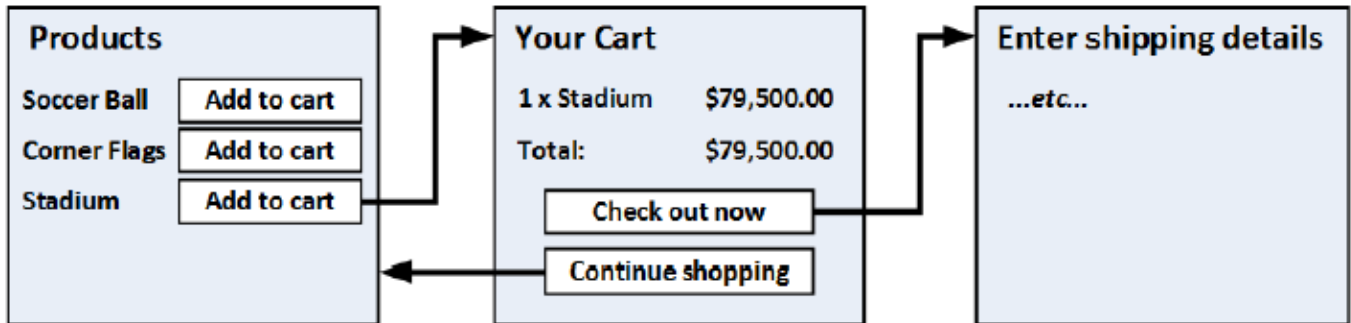 Products
Soccer Ball Add to cart
Corner Flags Add to cart
Stadium Add to cart
Your Cart
1 x Stadium $79,500.00
Total: $79,500.00
Check out now
Continue shopping
Enter shipping details
...etc...